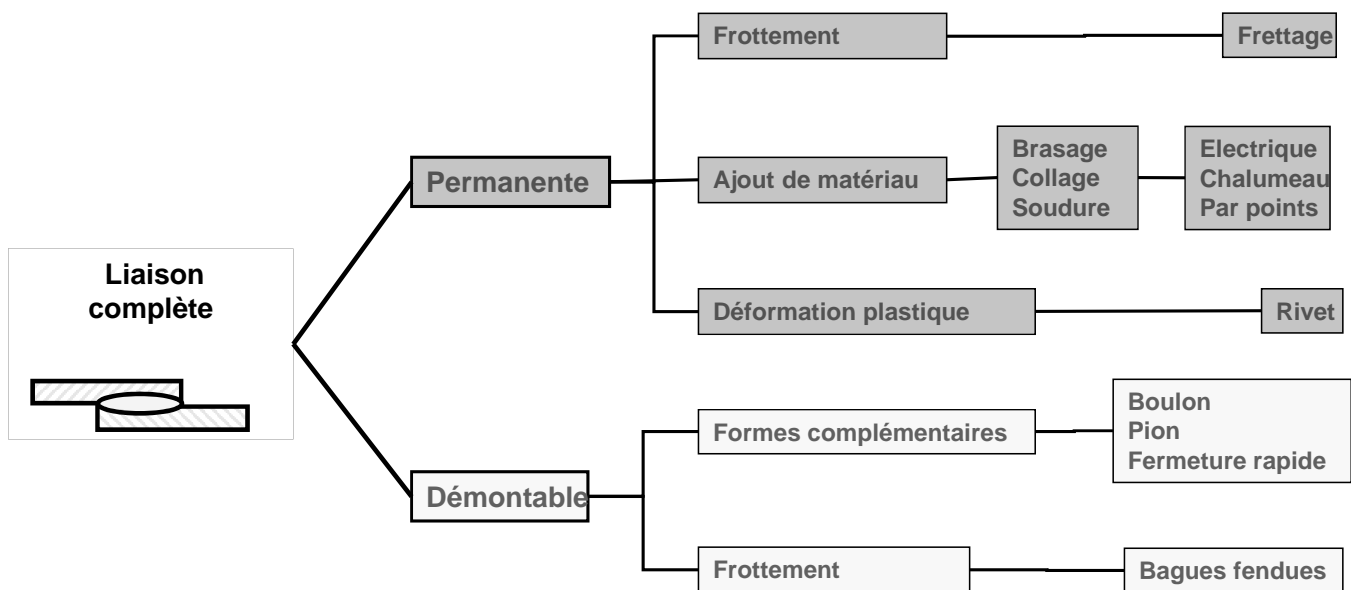 Frottement
Frettage
Permanente
Ajout de matériau
Brasage
Collage
Soudure
Electrique
Chalumeau
Par points
Liaison
complète
Déformation plastique
Rivet
Formes complémentaires
Boulon
Pion
Fermeture rapide
Démontable
Frottement
Bagues fendues